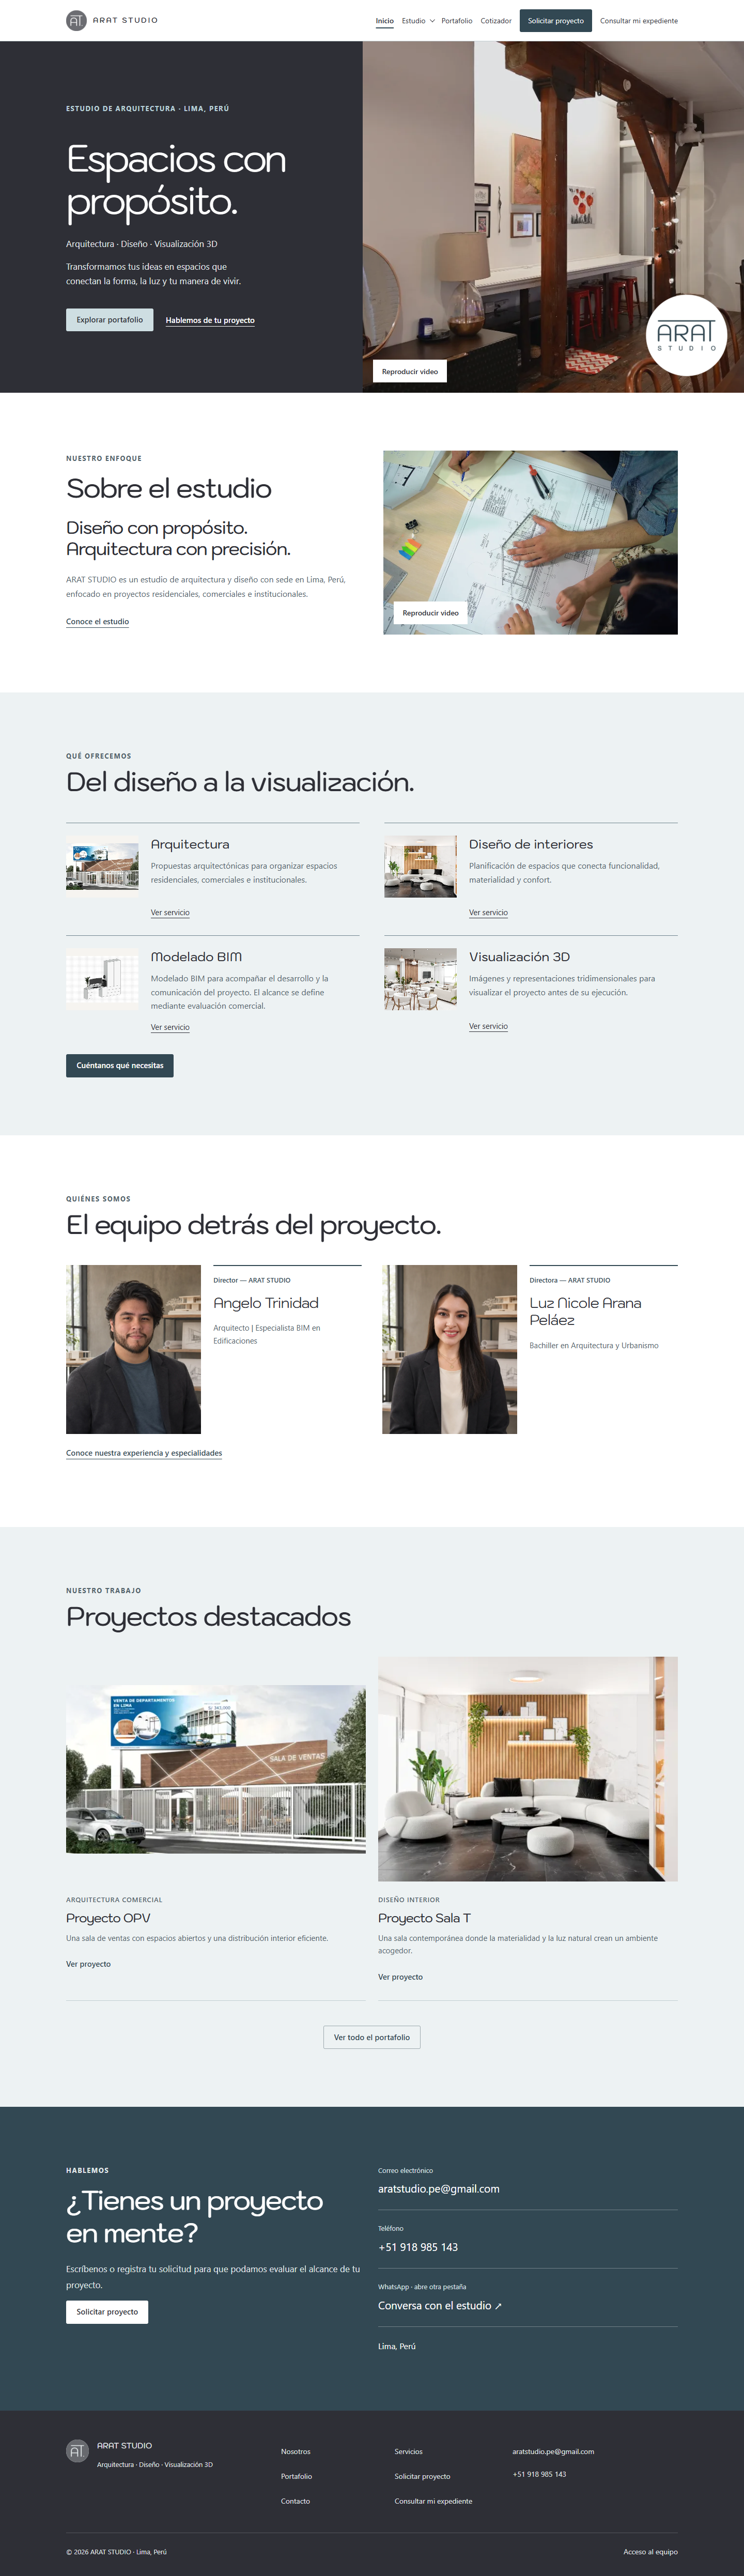 ARAT STUDIO
Inicio Estudio Portafolio Cotizador Solicitar proyecto Consultar mi expediente
ESTUDIO DE ARQUITECTURA - LIMA, PERÚ
Espacios con
propósito.
Arquitectura · Diseño · Visualización 3D
Transformamos tus ideas en espacios que
conectan la forma, la luz y tu manera de vivir.
Explorar portafolio Hablemos de tu proyecto
ARAT
STUDIO
Reproducir video
NUESTRO ENFOQUE
Sobre el estudio
Diseño con propósito.
Arquitectura con precisión.
ARAT STUDIO es un estudio de arquitectura y diseño con sede en Lima, Perú,
enfocado en proyectos residenciales, comerciales e institucionales.
Conoce el estudio
Reproducir video
QUÉ OFRECEMOS
Del diseño a la visualización.
Arquitectura
Propuestas arquitectónicas para organizar espacios
residenciales, comerciales e institucionales.
Ver servicio
Diseño de interiores
Planificación de espacios que conecta funcionalidad,
materialidad y confort.
Ver servicio
Modelado BIM
Modelado BIM para acompañar el desarrollo y la
comunicación del proyecto. El alcance se define
mediante evaluación comercial.
Ver servicio
Visualización 3D
Imágenes y representaciones tridimensionales para
visualizar el proyecto antes de su ejecución.
Ver servicio
Cuéntanos qué necesitas
QUIÉNES SOMOS
El equipo detrás del proyecto.
Director — ARAT STUDIO
Angelo Trinidad
Arquitecto | Especialista BIM en
Edificaciones
Directora — ARAT STUDIO
Luz Nicole Arana
Peláez
Bachiller en Arquitectura y Urbanismo
Conoce nuestra experiencia y especialidades
NUESTRO TRABAJO
Proyectos destacados
VENTA DE DEPARTAMENTOS
EN LIMA
SALA DE VENTAS
ARQUITECTURA COMERCIAL
Proyecto OPV
Una sala de ventas con espacios abiertos y una distribución interior eficiente.
Ver proyecto
DISEÑO INTERIOR
Proyecto Sala T
Una sala contemporánea donde la materialidad y la luz natural crean un ambiente
acogedor.
Ver proyecto
Ver todo el portafolio
HABLEMOS
¿Tienes un proyecto
en mente?
Escríbenos o registra tu solicitud para que podamos evaluar el alcance de tu
proyecto.
Solicitar proyecto
Correo electrónico
aratstudio.pe@gmail.com
Teléfono
+51 918 985 143
WhatsApp · abre otra pestaña
Conversa con el estudio ↗
Lima, Perú
AT
ARAT STUDIO
Arquitectura · Diseño · Visualización 3D
Nosotros
Portafolio
Contacto
Servicios
Solicitar proyecto
Consultar mi expediente
aratstudio.pe@gmail.com
+51 918 985 143
© 2026 ARAT STUDIO · Lima, Perú
Acceso al equipo